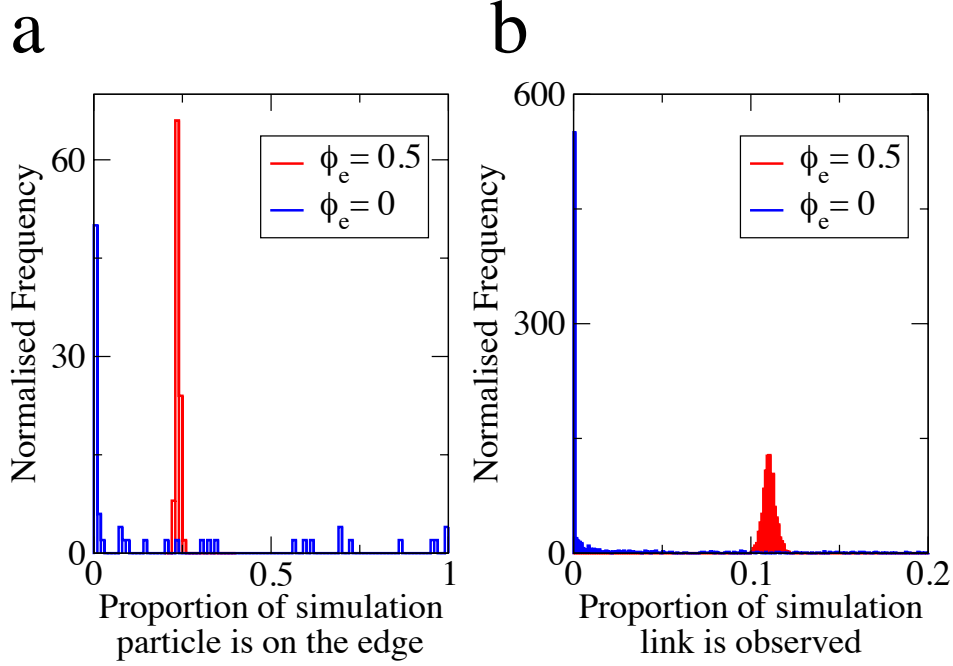 a
Normalised Frequency
60
30
0
0
0.5
1
ϕe = 0.5
ϕe = 0
Proportion of simulation
particle is on the edge
b
Normalised Frequency
600
300
0
0
0.1
0.2
ϕe = 0.5
ϕe = 0
Proportion of simulation
link is observed